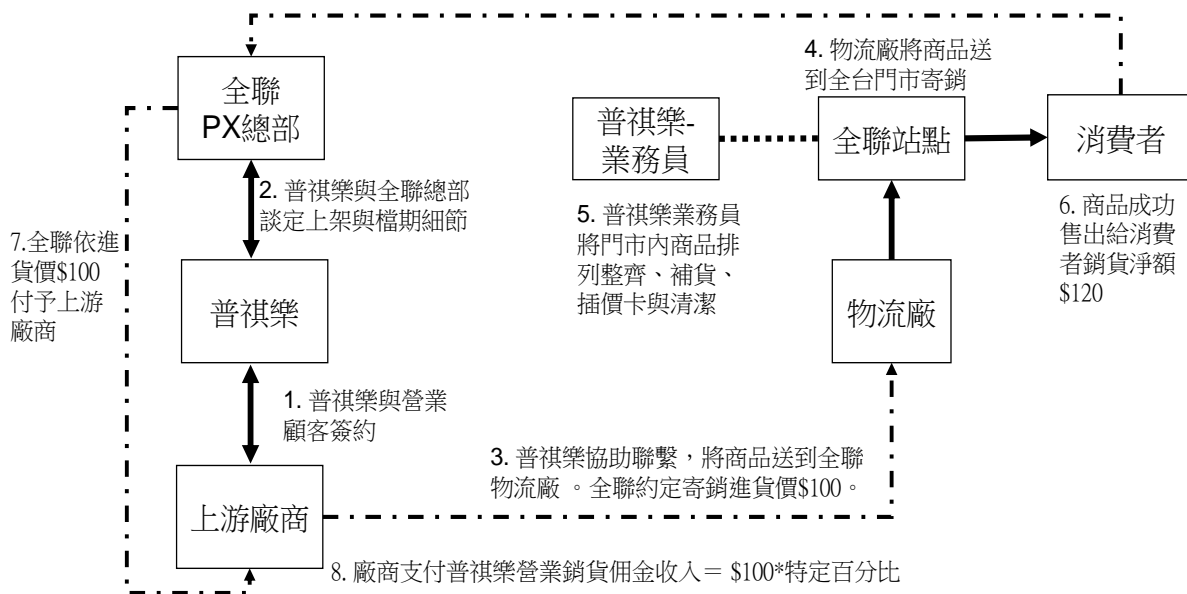 全聯
PX總部
2. 普祺樂與全聯總部
談定上架與檔期細節
7.全聯依進
貨價$100
付予上游
廠商
普祺樂
1. 普祺樂與營業
顧客簽約
上游廠商
4. 物流廠將商品送
到全台門市寄銷
普祺樂-
業務員
全聯站點
消費者
5. 普祺樂業務員
將門市內商品排
列整齊、補貨、
插價卡與清潔
6. 商品成功
售出給消費
者銷貨淨額
$120
物流廠
3. 普祺樂協助聯繫，將商品送到全聯
物流廠 。全聯約定寄銷進貨價$100。
8. 廠商支付普祺樂營業銷貨佣金收入＝ $100*特定百分比